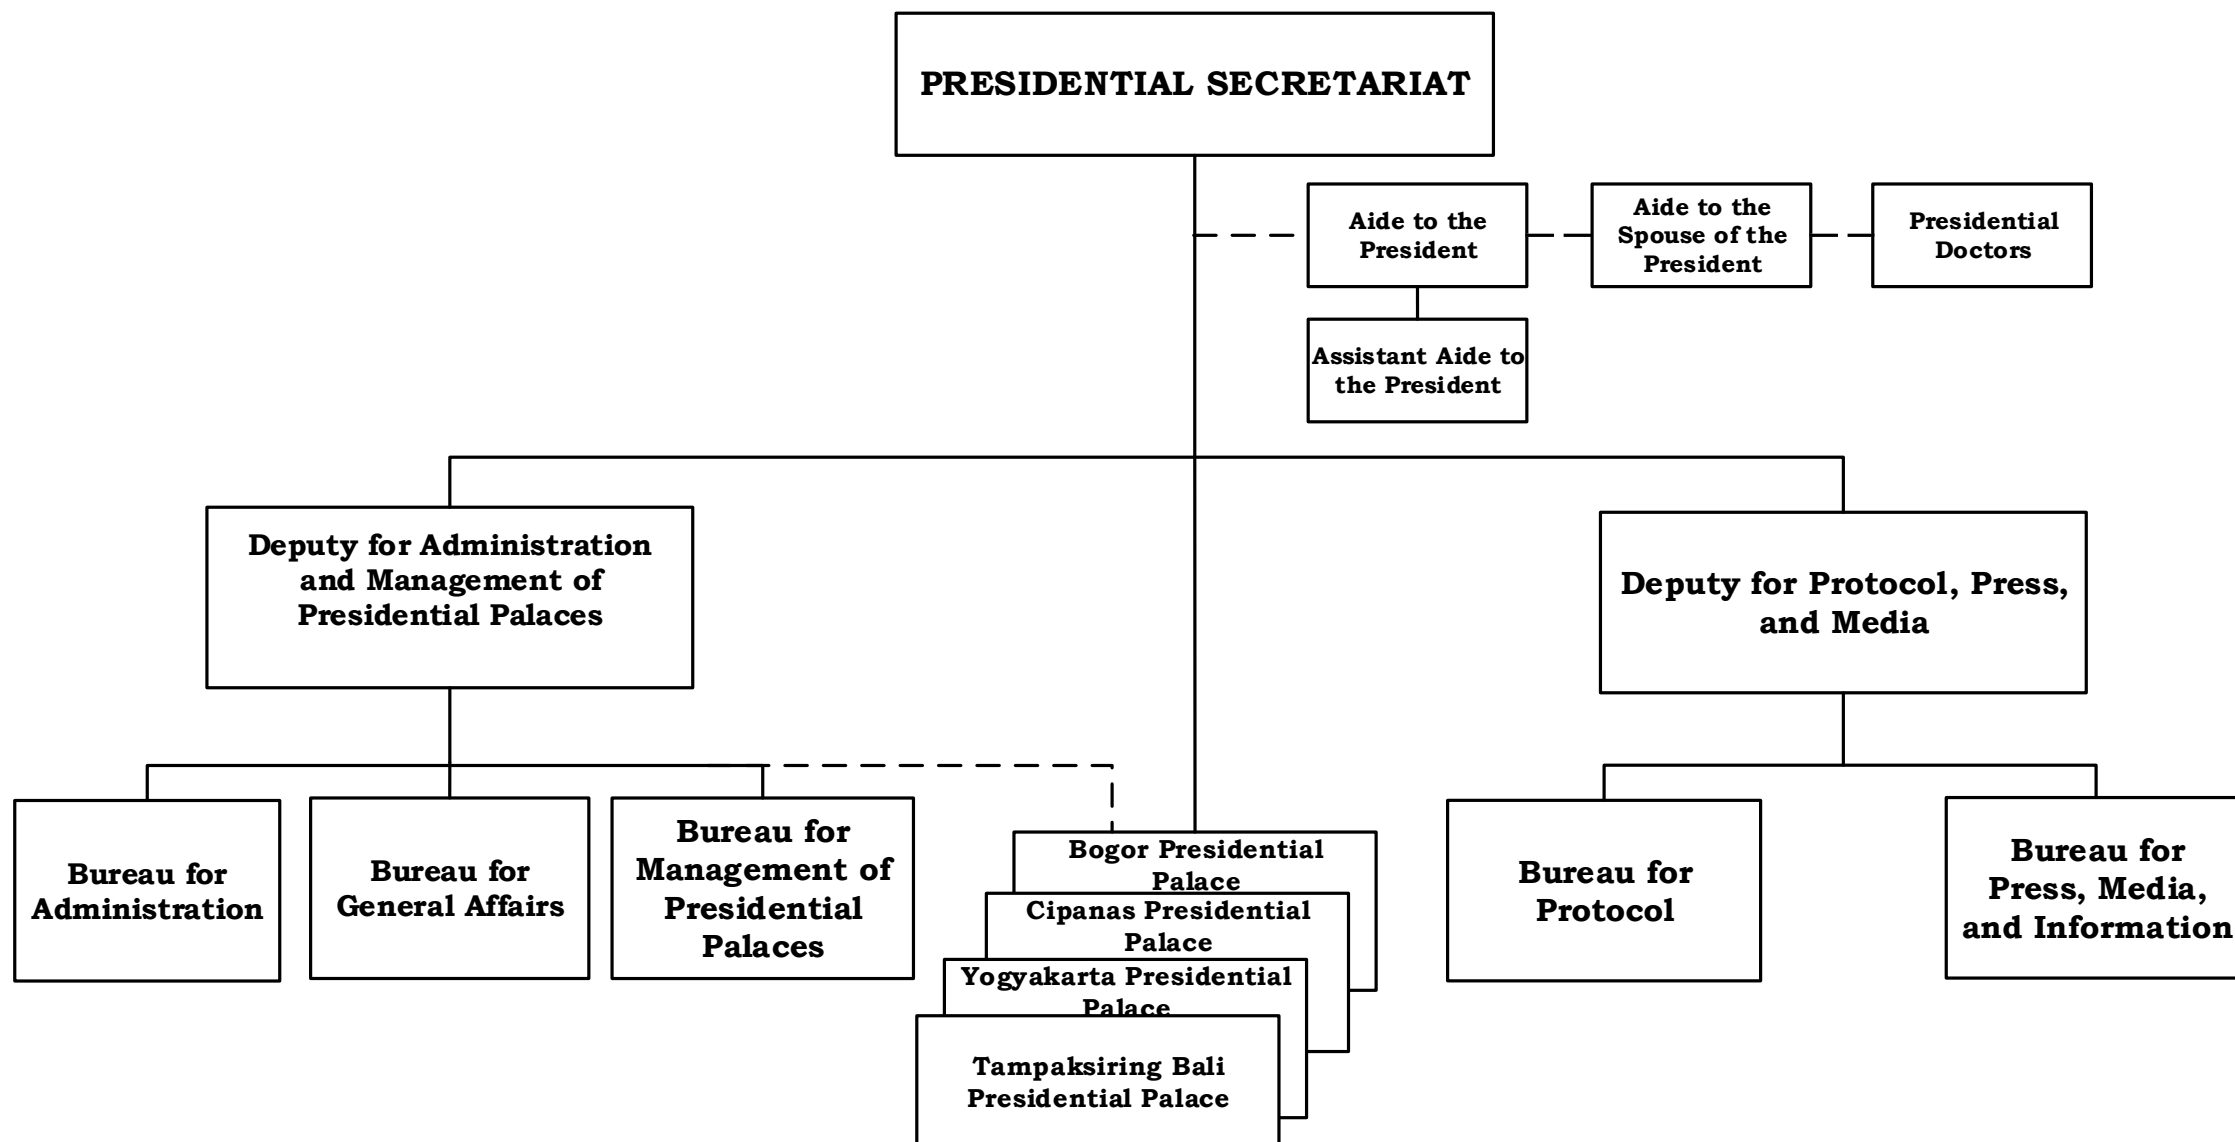 PRESIDENTIAL SECRETARIAT
Aide to the
President
Aide to the
Spouse of the
President
Presidential
Doctors
Assistant Aide to
the President
Deputy for Administration
and Management of
Presidential Palaces
Deputy for Protocol, Press,
and Media
Bureau for
Administration
Bureau for
General Affairs
Bureau for
Management of
Presidential
Palaces
Bogor Presidential
Palace
Cipanas Presidential
Palace
Yogyakarta Presidential
Palace
Tampaksiring Bali
Presidential Palace
Bureau for
Protocol
Bureau for
Press, Media,
and Information